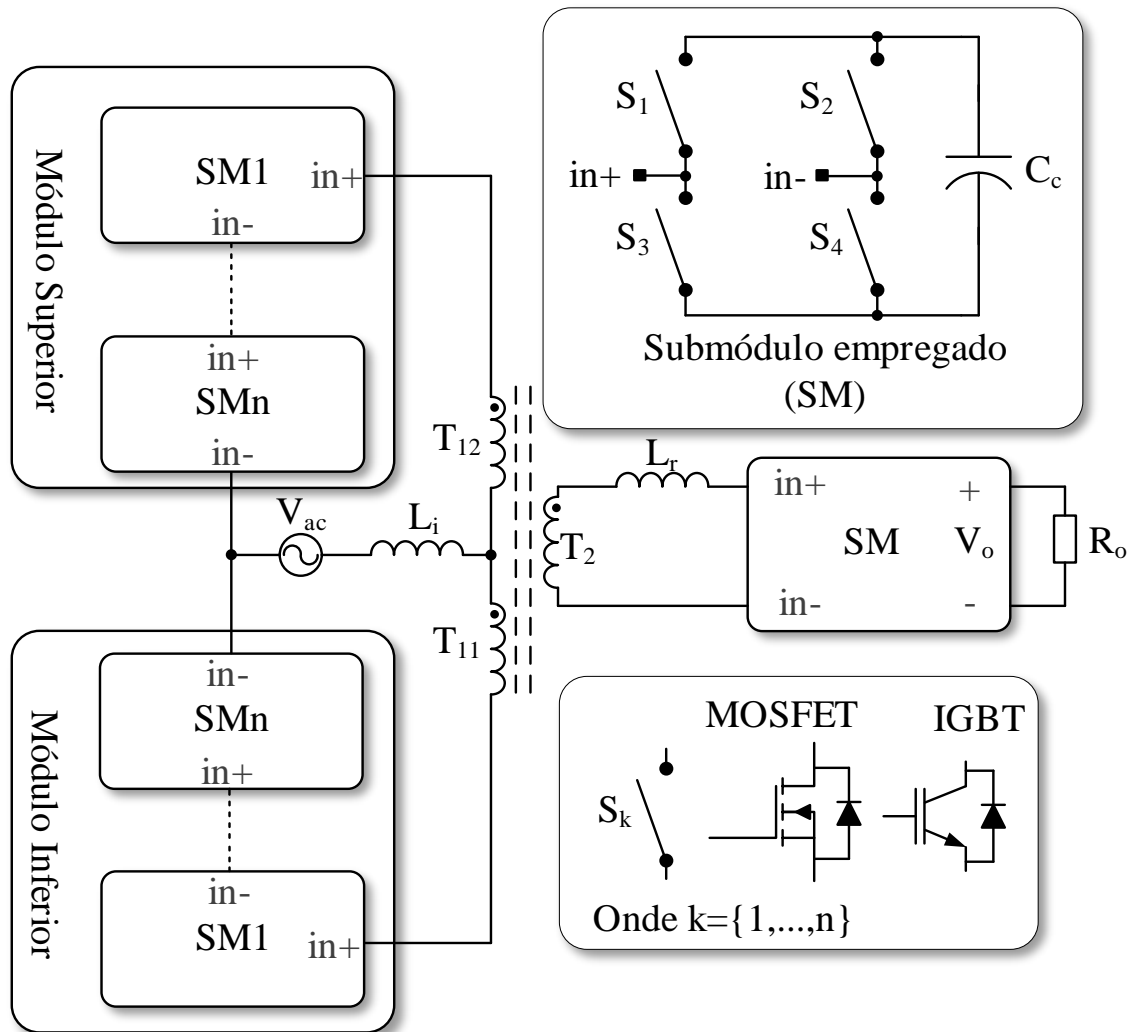 Módulo Superior
SM1
in+
in-
in+
SMn
in-
S1
S2
in+
in-
Cc
S3
S4
Submódulo empregado
(SM)
T12
Vac
Li
T11
T2
Lr
in+
in-
SM
+
Vo
-
Ro
Módulo Inferior
in-
SMn
in+
in-
SM1
in+
MOSFET
IGBT
Sk
Onde k={1,...,n}